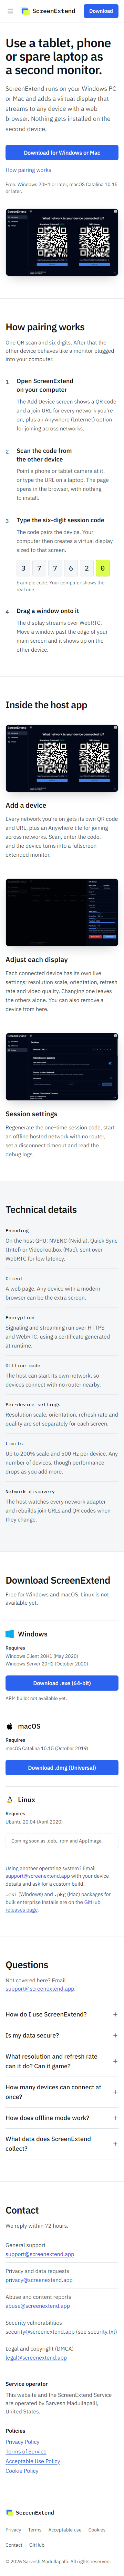 ScreenExtend
Download
Use a tablet, phone
or spare laptop as
a second monitor.
ScreenExtend runs on your Windows PC
or Mac and adds a virtual display that
streams to any device with a web
browser. Nothing gets installed on the
second device.
Download for Windows or Mac
How pairing works
Free. Windows 20H1 or later, macOS Catalina 10.15
or later.
How pairing works
One QR scan and six digits. After that the
other device behaves like a monitor plugged
into your computer.
1
Open ScreenExtend
on your computer
The Add Device screen shows a QR code
and a join URL for every network you're
on, plus an Anywhere (Internet) option
for joining across networks.
2
Scan the code from
the other device
Point a phone or tablet camera at it,
or type the URL on a laptop. The page
opens in the browser, with nothing
to install.
3
Type the six-digit session code
The code pairs the device. Your
computer then creates a virtual display
sized to that screen.
3 7 7 6 2 0
Example code. Your computer shows the
real one.
4
Drag a window onto it
The display streams over WebRTC.
Move a window past the edge of your
main screen and it shows up on the
other device.
Inside the host app
Add a device
Every network you're on gets its own QR code
and URL, plus an Anywhere tile for joining
across networks. Scan, enter the code,
and the device turns into a fullscreen
extended monitor.
Adjust each display
Each connected device has its own live
settings: resolution scale, orientation, refresh
rate and video quality. Changing one leaves
the others alone. You can also remove a
device from here.
Session settings
Regenerate the one-time session code, start
an offline hosted network with no router,
set a disconnect timeout and read the
debug logs.
Technical details
Encoding
On the host GPU: NVENC (Nvidia), Quick Sync
(Intel) or VideoToolbox (Mac), sent over
WebRTC for low latency.
Client
A web page. Any device with a modern
browser can be the extra screen.
Encryption
Signaling and streaming run over HTTPS
and WebRTC, using a certificate generated
at runtime.
Offline mode
The host can start its own network, so
devices connect with no router nearby.
Per-device settings
Resolution scale, orientation, refresh rate and
quality are set separately for each screen.
Limits
Up to 200% scale and 500 Hz per device. Any
number of devices, though performance
drops as you add more.
Network discovery
The host watches every network adapter
and rebuilds join URLs and QR codes when
they change.
Download ScreenExtend
Free for Windows and macOS. Linux is not
available yet.
Windows
Requires
Windows Client 20H1 (May 2020)
Windows Server 20H2 (October 2020)
Download .exe (64-bit)
ARM build: not available yet.
macOS
Requires
macOS Catalina 10.15 (October 2019)
Download .dmg (Universal)
Linux
Requires
Ubuntu 20.04 (April 2020)
Coming soon as .deb, .rpm and AppImage.
Using another operating system? Email
support@screenextend.app with your device
details and ask for a custom build.
.msi (Windows) and .pkg (Mac) packages for
bulk enterprise installs are on the GitHub
releases page.
Questions
Not covered here? Email
support@screenextend.app.
How do I use ScreenExtend?
Is my data secure?
What resolution and refresh rate
can it do? Can it game?
How many devices can connect at
once?
How does offline mode work?
What data does ScreenExtend
collect?
Contact
We reply within 72 hours.
General support
support@screenextend.app
Privacy and data requests
privacy@screenextend.app
Abuse and content reports
abuse@screenextend.app
Security vulnerabilities
security@screenextend.app (see security.txt)
Legal and copyright (DMCA)
legal@screenextend.app
Service operator
This website and the ScreenExtend Service
are operated by Sarvesh Madullapalli,
United States.
Policies
Privacy Policy
Terms of Service
Acceptable Use Policy
Cookie Policy
ScreenExtend
Privacy Terms Acceptable use Cookies
Contact GitHub
© 2026 Sarvesh Madullapalli. All rights reserved.